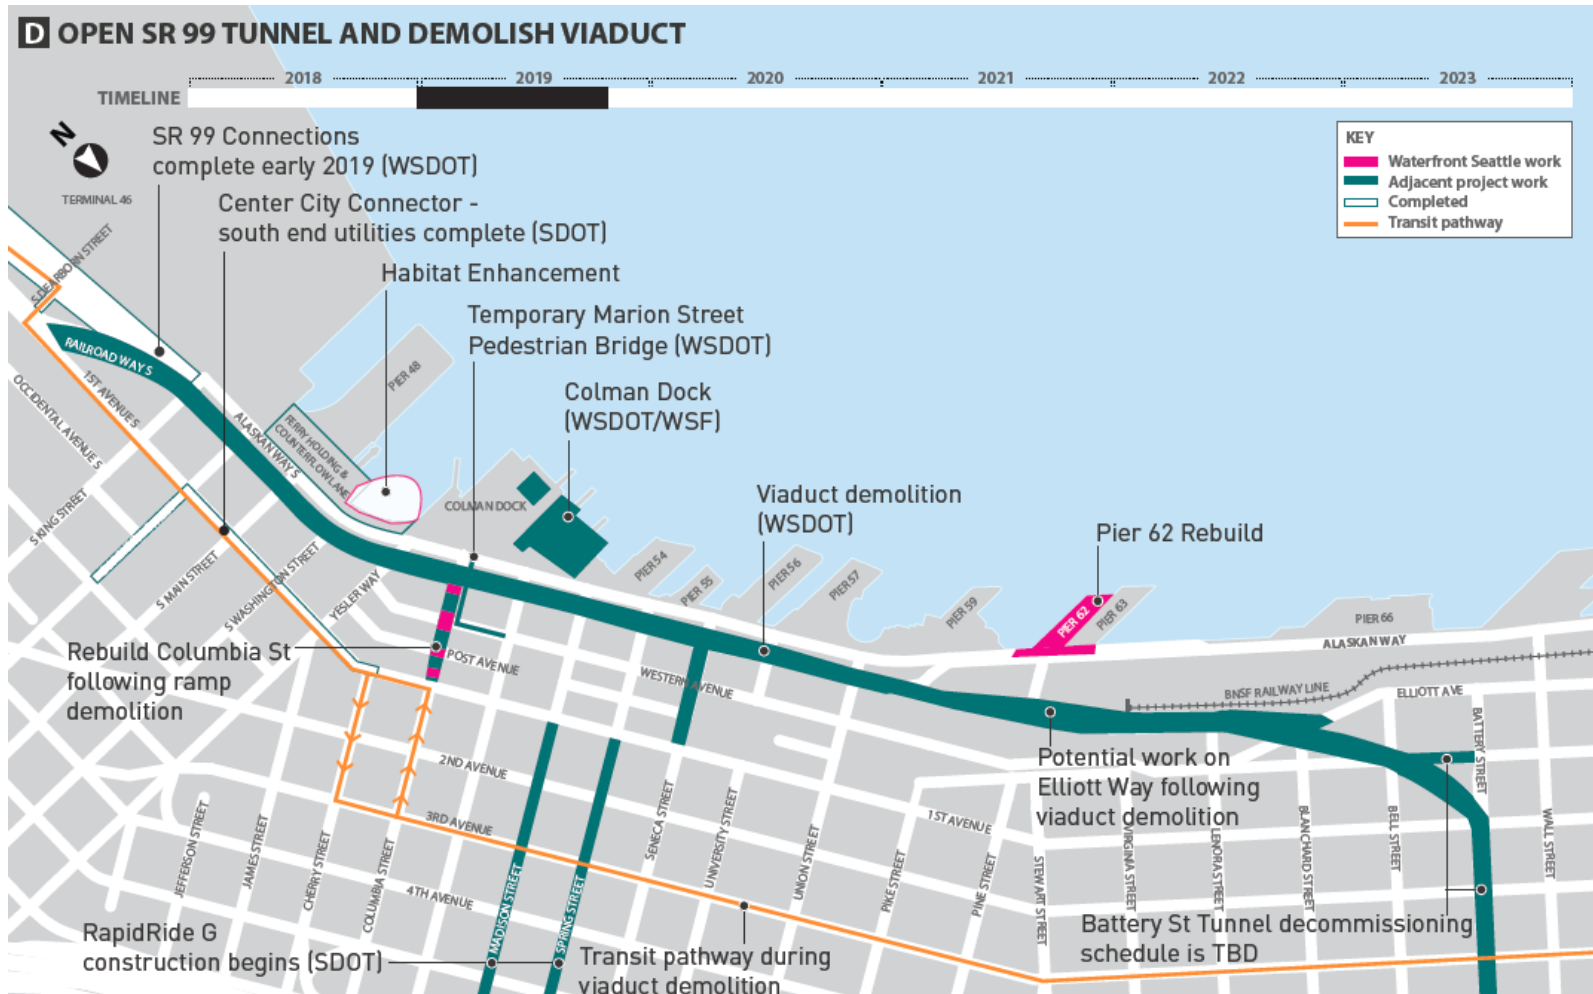 D OPEN SR 99 TUNNEL AND DEMOLISH VIADUCT
2018 2019 2020 2021 2022 2023
TIMELINE
N
KEY
Waterfront Seattle work
Adjacent project work
Completed
Transit pathway
SR 99 Connections
complete early 2019 (WSDOT)
TERMINAL 46
Center City Connector -
south end utilities complete (SDOT)
S DEARBORN STREET
Habitat Enhancement
Temporary Marion Street
Pedestrian Bridge (WSDOT)
RAILROAD WAY S
1ST AVENUE S
OCCIDENTAL AVENUE S
PIER 48
Colman Dock
(WSDOT/WSF)
ALASKAN WAY S
FERRY HOLDING &
COUNTERFLOW LANE
COLMAN DOCK
Viaduct demolition
(WSDOT)
S KING STREET
Pier 62 Rebuild
PIER 54
PIER 55
PIER 56
PIER 57
PIER 59
PIER 62
PIER 63
PIER 66
S MAIN STREET
S WASHINGTON STREET
YESLER WAY
ALASKAN WAY
Rebuild Columbia St
following ramp
demolition
POST AVENUE
WESTERN AVENUE
BNSF RAILWAY LINE
ELLIOTT AVE
BATTERY STREET
2ND AVENUE
Potential work on
Elliott Way following
viaduct demolition
3RD AVENUE
1ST AVENUE
JEFFERSON STREET
JAMES STREET
CHERRY STREET
COLUMBIA STREET
4TH AVENUE
MADISON STREET
SPRING STREET
SENECA STREET
UNIVERSITY STREET
UNION STREET
PIKE STREET
PINE STREET
STEWART STREET
VIRGINIA STREET
LENORA STREET
BLANCHARD STREET
BELL STREET
WALL STREET
RapidRide G
construction begins (SDOT)
Transit pathway during
viaduct demolition
Battery St Tunnel decommissioning
schedule is TBD